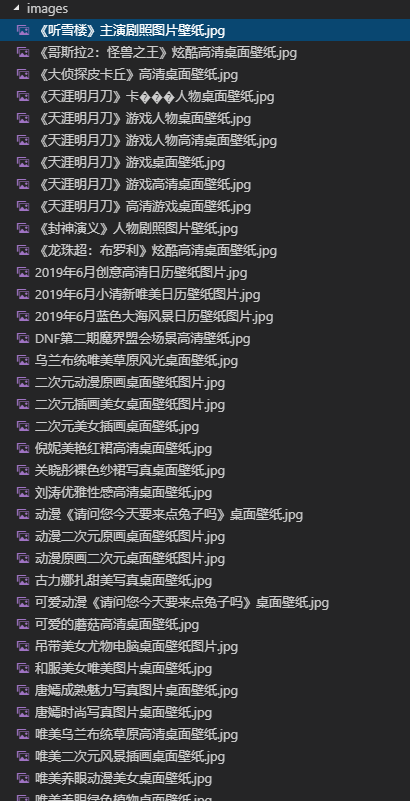 images
《听雪楼》主演剧照图片壁纸.jpg
《哥斯拉2：怪兽之王》炫酷高清桌面壁纸.jpg
《大侦探皮卡丘》高清桌面壁纸.jpg
《天涯明月刀》卡���人物桌面壁纸.jpg
《天涯明月刀》游戏人物桌面壁纸.jpg
《天涯明月刀》游戏人物高清桌面壁纸.jpg
《天涯明月刀》游戏桌面壁纸.jpg
《天涯明月刀》游戏高清桌面壁纸.jpg
《天涯明月刀》高清游戏桌面壁纸.jpg
《封神演义》人物剧照图片壁纸.jpg
《龙珠超：布罗利》炫酷高清桌面壁纸.jpg
2019年6月创意高清日历壁纸图片.jpg
2019年6月小清新唯美日历壁纸图片.jpg
2019年6月蓝色大海风景日历壁纸图片.jpg
DNF第二期魔界盟会场景高清壁纸.jpg
乌兰布统唯美草原风光桌面壁纸.jpg
二次元动漫原画桌面壁纸图片.jpg
二次元插画美女桌面壁纸图片.jpg
二次元美女插画桌面壁纸.jpg
倪妮美艳红裙高清桌面壁纸.jpg
关晓彤裸色纱裙写真桌面壁纸.jpg
刘涛优雅性感高清桌面壁纸.jpg
动漫《请问您今天要来点兔子吗》桌面壁纸.jpg
动漫二次元原画桌面壁纸图片.jpg
动漫原画二次元桌面壁纸图片.jpg
古力娜扎甜美写真桌面壁纸.jpg
可爱动漫《请问您今天要来点兔子吗》桌面壁纸.jpg
可爱的蘑菇高清桌面壁纸.jpg
吊带美女尤物电脑桌面壁纸图片.jpg
和服美女唯美图片桌面壁纸.jpg
唐嫣成熟魅力写真图片桌面壁纸.jpg
唐嫣时尚写真图片桌面壁纸.jpg
唯美乌兰布统草原高清桌面壁纸.jpg
唯美二次元风景插画桌面壁纸.jpg
唯美养眼动漫美女桌面壁纸.jpg
唯美养眼绿色植物桌面壁纸.jpg